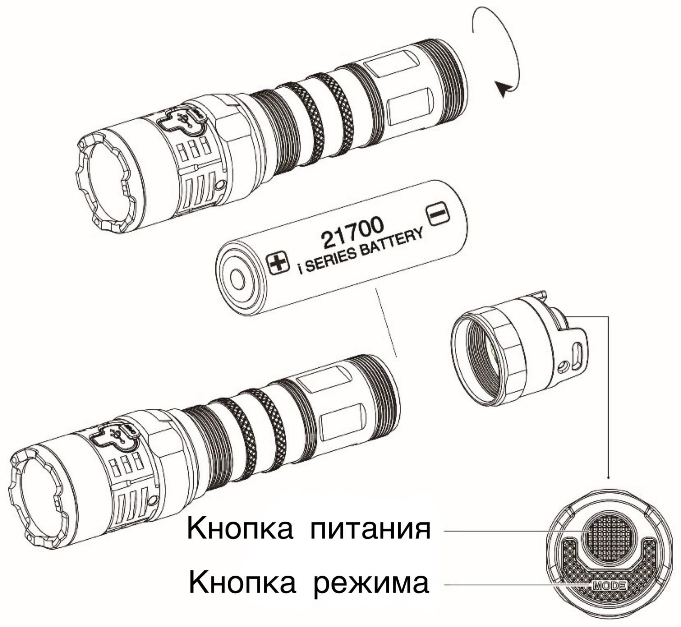 21700
i SERIES BATTERY
Кнопка питания
Кнопка режима
MODE